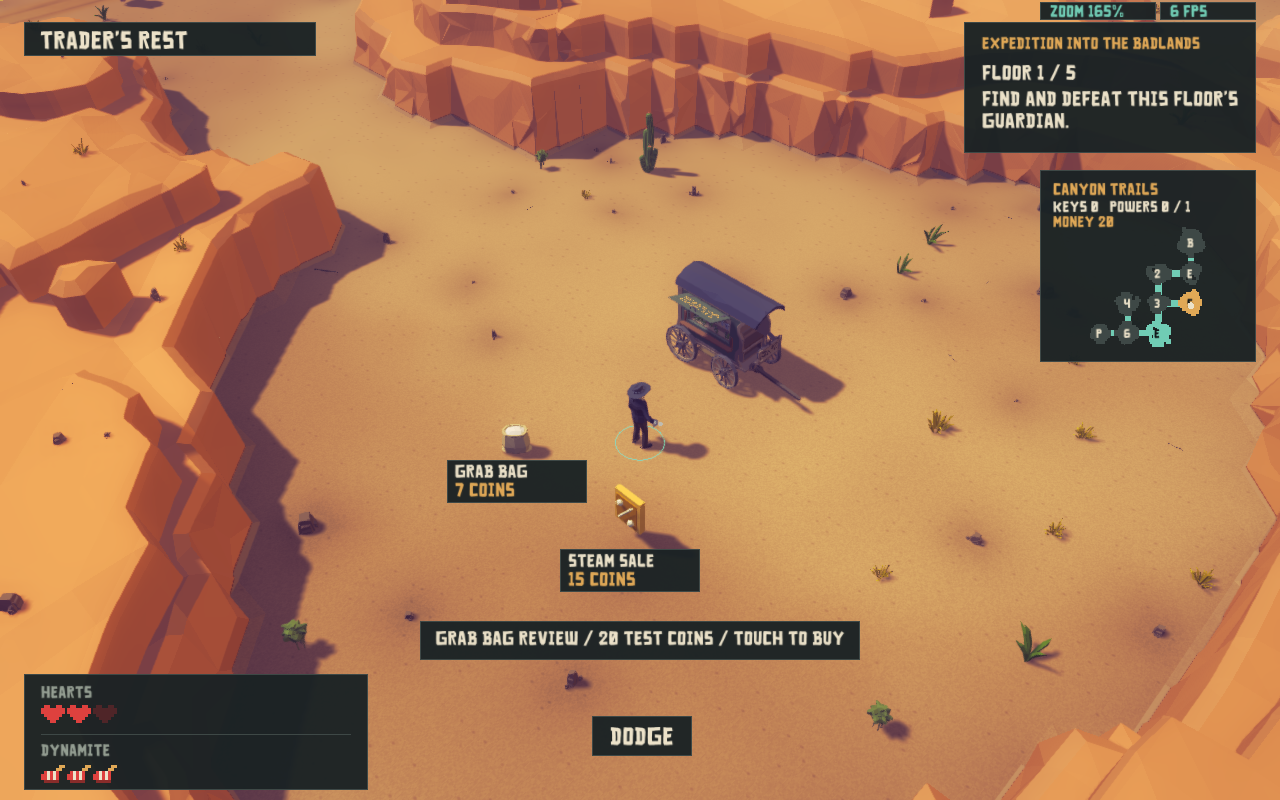 TRADER'S REST
ZOOM 165%
6 FPS
EXPEDITION INTO THE BADLANDS
FLOOR 1 / 5
FIND AND DEFEAT THIS FLOOR'S
GUARDIAN.
CANYON TRAILS
KEYS 0 POWERS 0 / 1
MONEY 20
B
2 E
4 3
P 6 E
GRAB BAG
7 COINS
STEAM SALE
15 COINS
GRAB BAG REVIEW / 20 TEST COINS / TOUCH TO BUY
HEARTS
DYNAMITE
DODGE